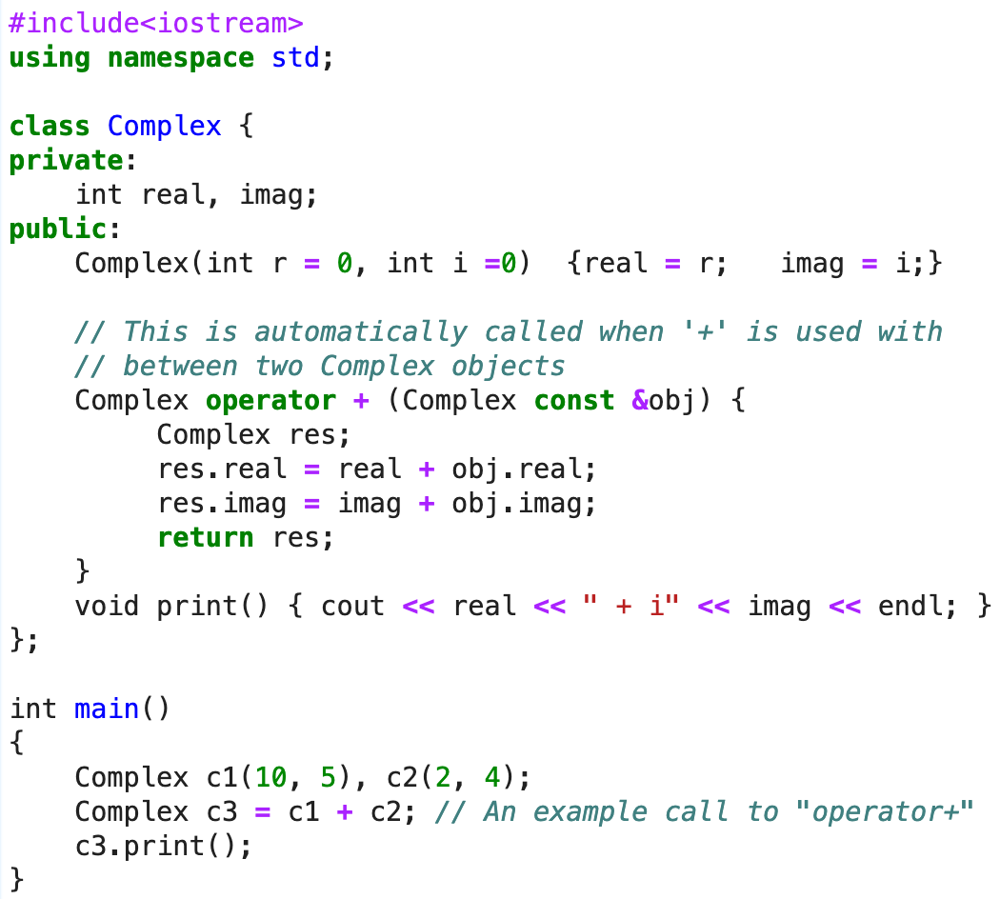 #include<iostream>
using namespace std;
class Complex {
private:
    int real, imag;
public:
    Complex(int r = 0, int i =0)  {real = r;   imag = i;}
    // This is automatically called when '+' is used with
    // between two Complex objects
    Complex operator + (Complex const &obj) {
         Complex res;
         res.real = real + obj.real;
         res.imag = imag + obj.imag;
         return res;
    }
    void print() { cout << real << " + i" << imag << endl; }
};
int main()
{
    Complex c1(10, 5), c2(2, 4);
    Complex c3 = c1 + c2; // An example call to "operator+"
    c3.print();
}